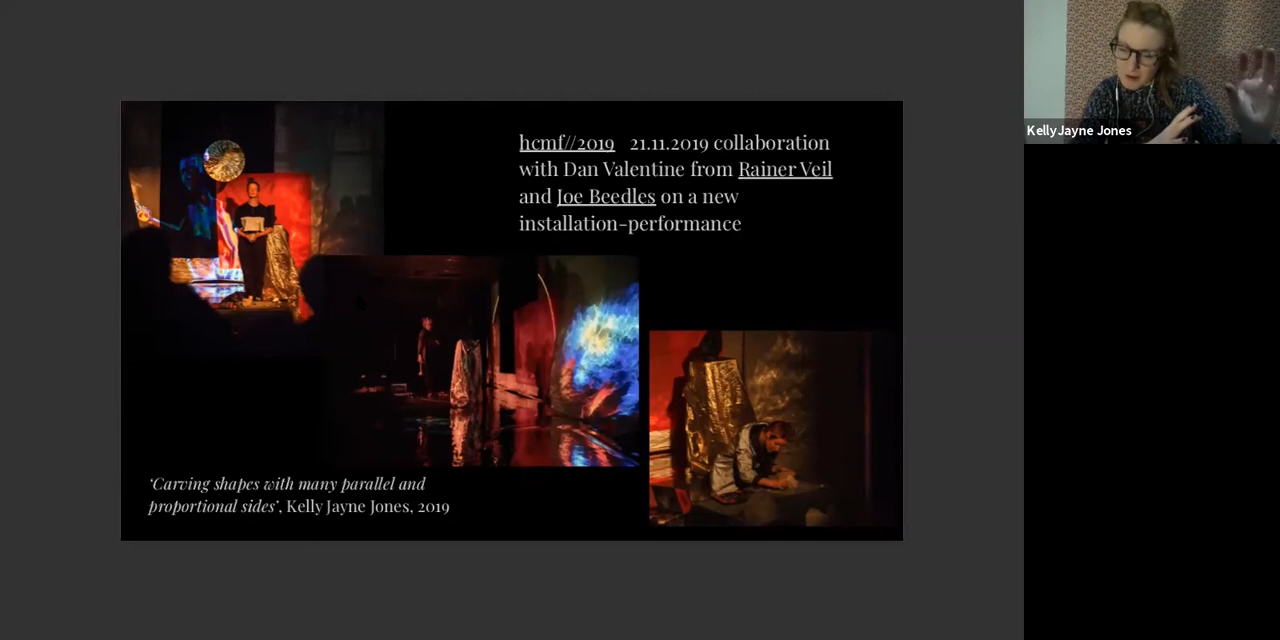 hcmf//2019 21.11.2019 collaboration
with Dan Valentine from Rainer Veil
and Joe Beedles on a new
installation-performance
'Carving shapes with many parallel and
proportional sides', Kelly Jayne Jones, 2019
KellyJayne Jones